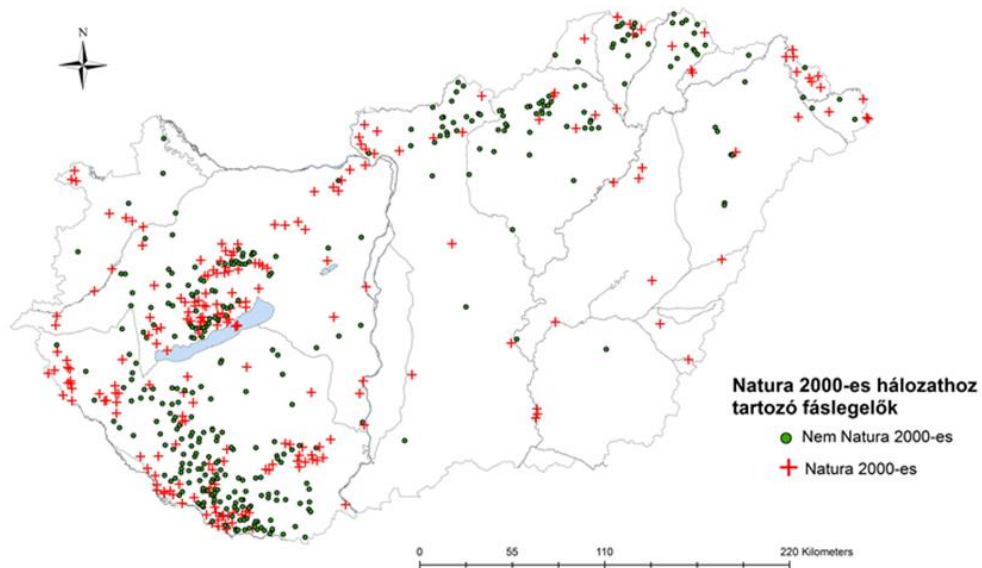 N
Natura 2000-es hálozathoz
tartozó fáslegelők
Nem Natura 2000-es
Natura 2000-es
0 55 110 220 Kilometers